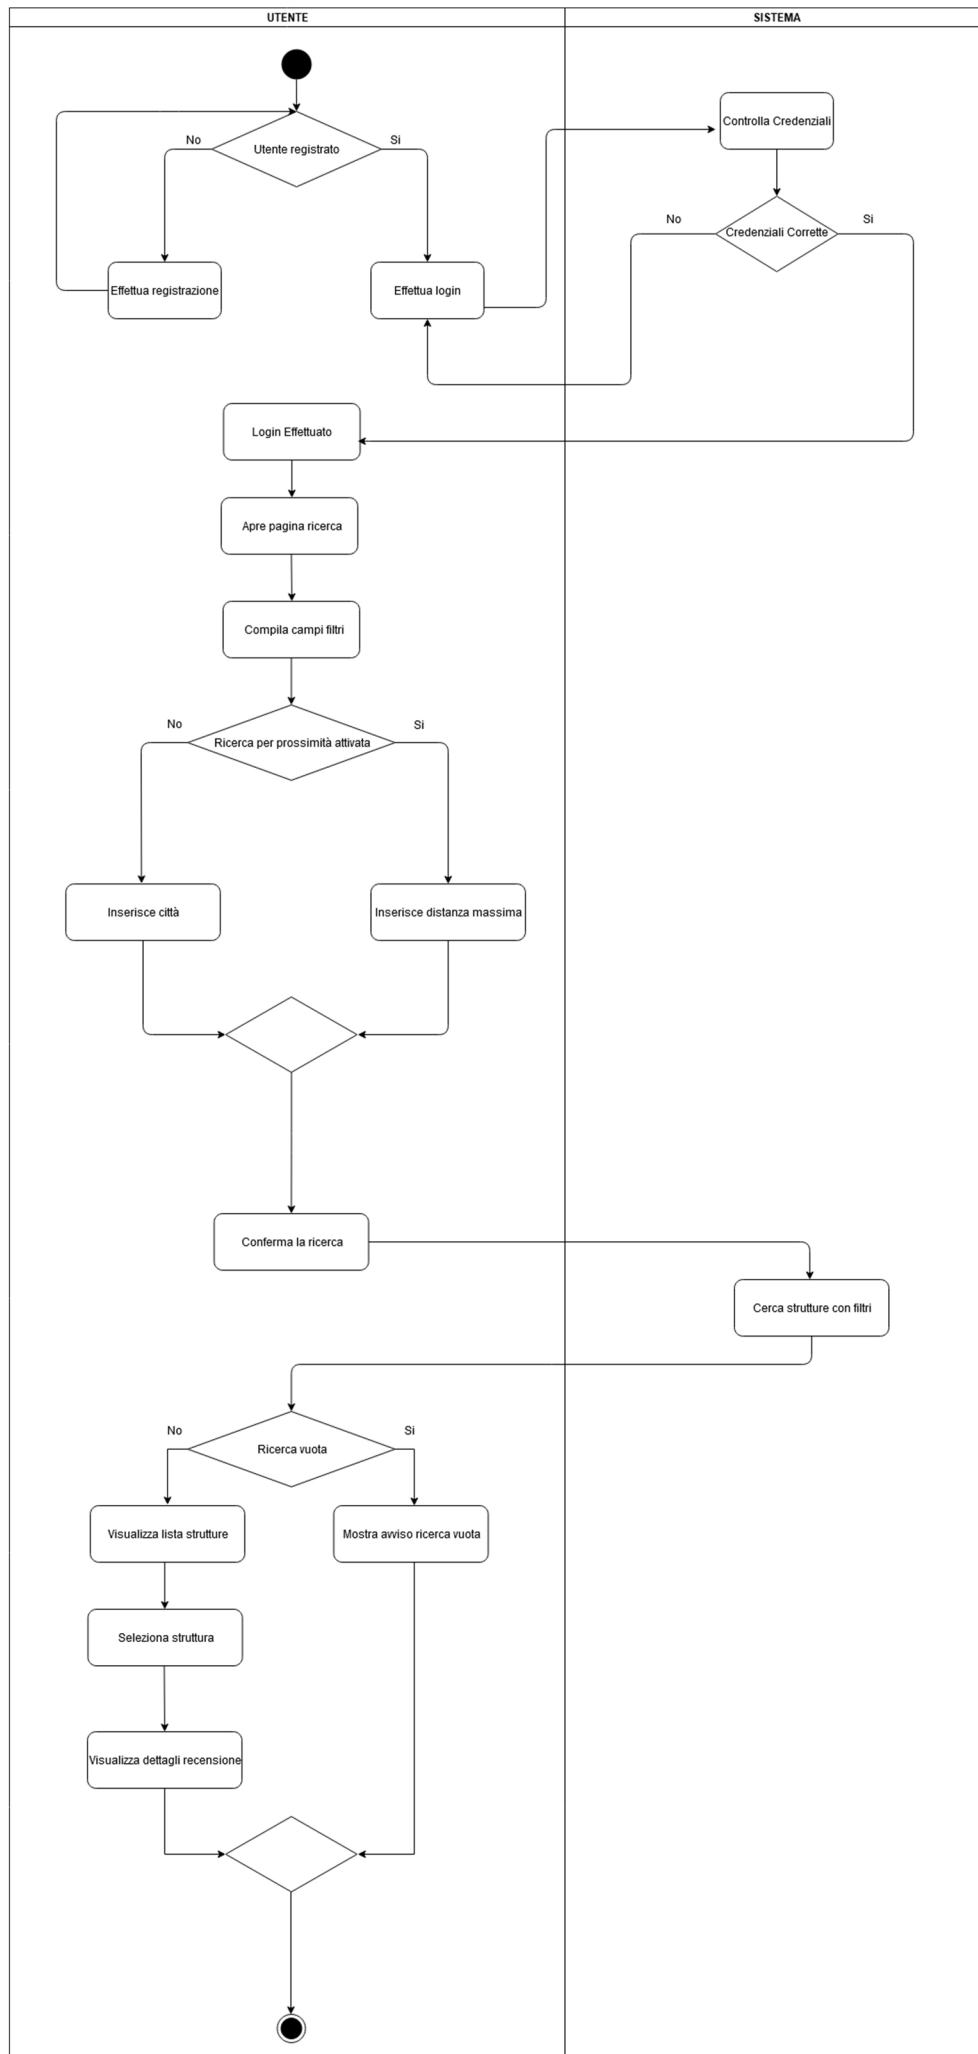 UTENTE
SISTEMA
Controlla Credenziali
No
Si
Utente registrato
No
Si
Credenziali Corrette
Effettua registrazione
Effettua login
Login Effettuato
Apre pagina ricerca
Compila campi filtri
No
Si
Ricerca per prossimità attivata
Inserisce città
Inserisce distanza massima
Conferma la ricerca
Cerca strutture con filtri
No
Si
Ricerca vuota
Visualizza lista strutture
Mostra avviso ricerca vuota
Seleziona struttura
Visualizza dettagli recensione